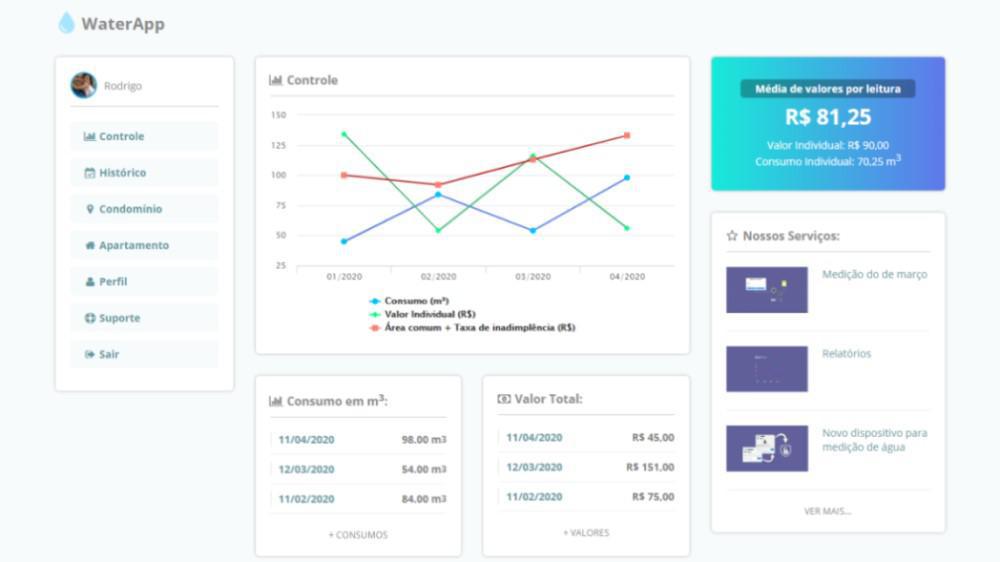 WaterApp
Rodrigo
Controle
Histórico
Condomínio
Apartamento
Perfil
Suporte
Sair
Controle
150
125
100
75
50
25
01/2020 02/2020 03/2020 04/2020
Consumo (m³)
Valor Individual (R$)
Área comum + Taxa de inadimplência (R$)
Consumo em m³:
11/04/2020 98.00 m3
12/03/2020 54.00 m3
11/02/2020 84.00 m3
+ CONSUMOS
Valor Total:
11/04/2020 R$ 45,00
12/03/2020 R$ 151,00
11/02/2020 R$ 75,00
+ VALORES
Média de valores por leitura
R$ 81,25
Valor Individual: R$ 90,00
Consumo Individual: 70,25 m³
Nossos Serviços:
Medição do de março
Relatórios
Novo dispositivo para
medição de água
VER MAIS...